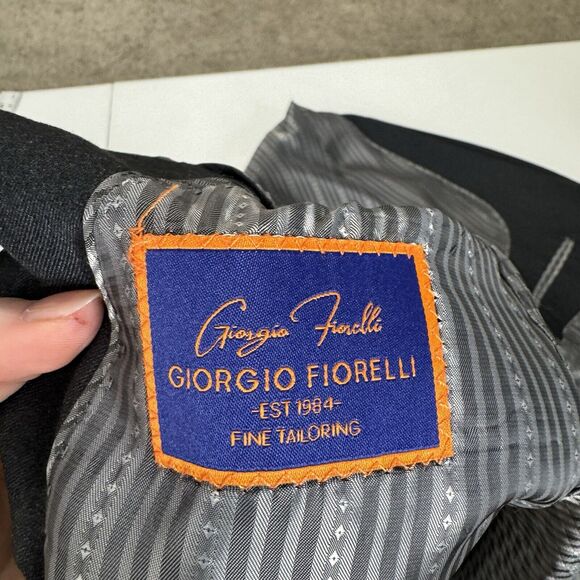 Giorgio Fiorelli
GIORGIO FIORELLI
-EST 1984-
FINE TAILORING